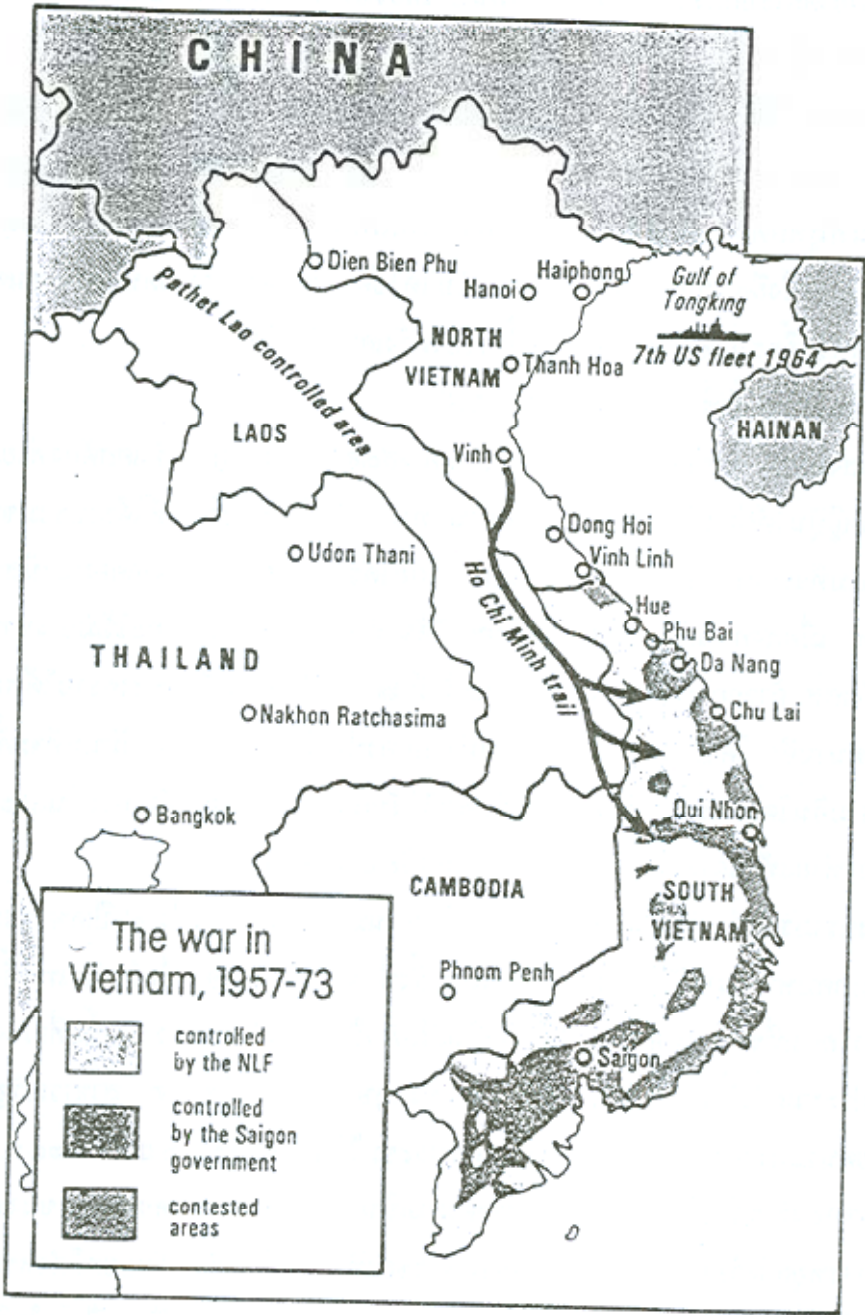 CHINA
Dien Bien Phu
Hanoi
Haiphong
Gulf of
Tongking
7th US fleet 1964
Pathet Lao controlled area
NORTH
VIETNAM
Thanh Hoa
LAOS
HAINAN
Vinh
Dong Hoi
Udon Thani
Vinh Linh
Ho Chi Minh trail
Hue
Phu Bai
THAILAND
Da Nang
Nakhon Ratchasima
Chu Lai
Bangkok
Qui Nhon
CAMBODIA
SOUTH
VIETNAM
Phnom Penh
Saigon
The war in
Vietnam, 1957-73
controlled
by the NLF
controlled
by the Saigon
government
contested
areas